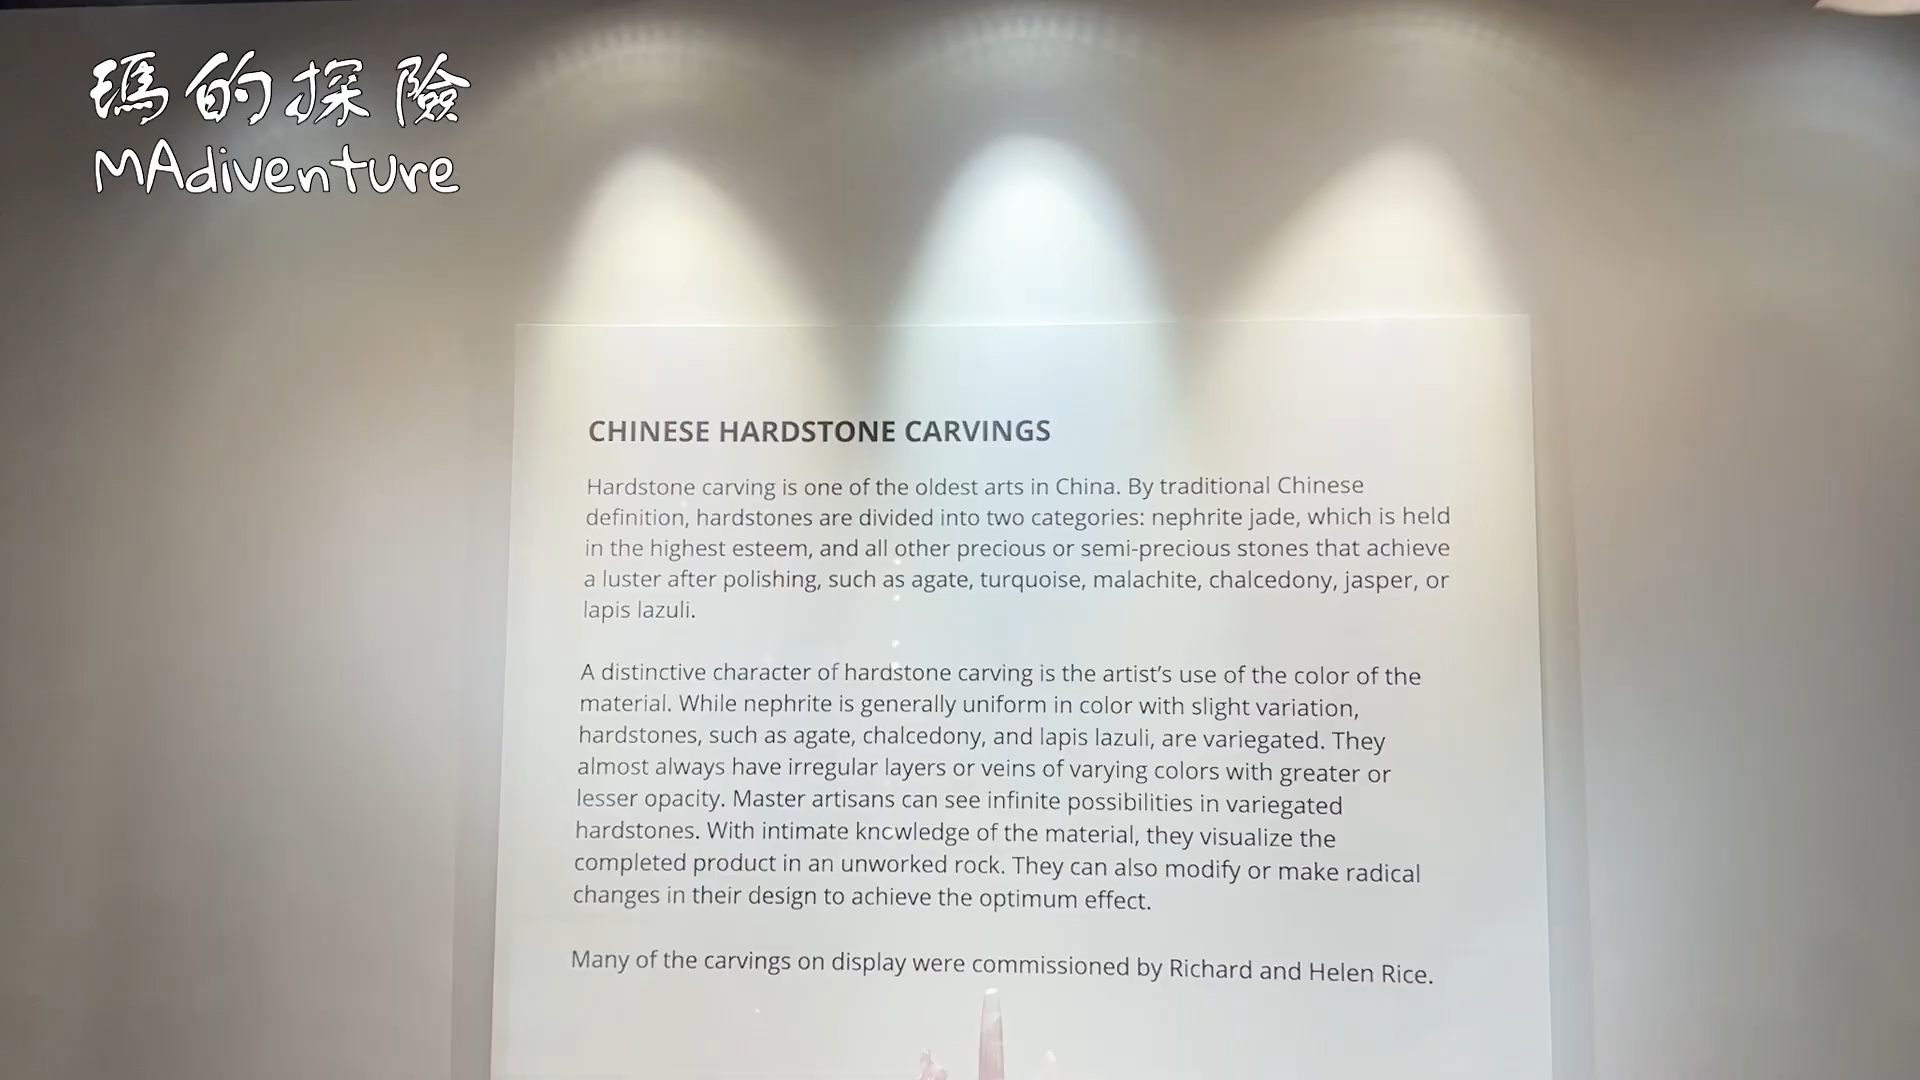 瑪的探險
MAdiventure
CHINESE HARDSTONE CARVINGS
Hardstone carving is one of the oldest arts in China. By traditional Chinese
definition, hardstones are divided into two categories: nephrite jade, which is held
in the highest esteem, and all other precious or semi-precious stones that achieve
a luster after polishing, such as agate, turquoise, malachite, chalcedony, jasper, or
lapis lazuli.
A distinctive character of hardstone carving is the artist's use of the color of the
material. While nephrite is generally uniform in color with slight variation,
hardstones, such as agate, chalcedony, and lapis lazuli, are variegated. They
almost always have irregular layers or veins of varying colors with greater or
lesser opacity. Master artisans can see infinite possibilities in variegated
hardstones. With intimate knowledge of the material, they visualize the
completed product in an unworked rock. They can also modify or make radical
changes in their design to achieve the optimum effect.
Many of the carvings on display were commissioned by Richard and Helen Rice.